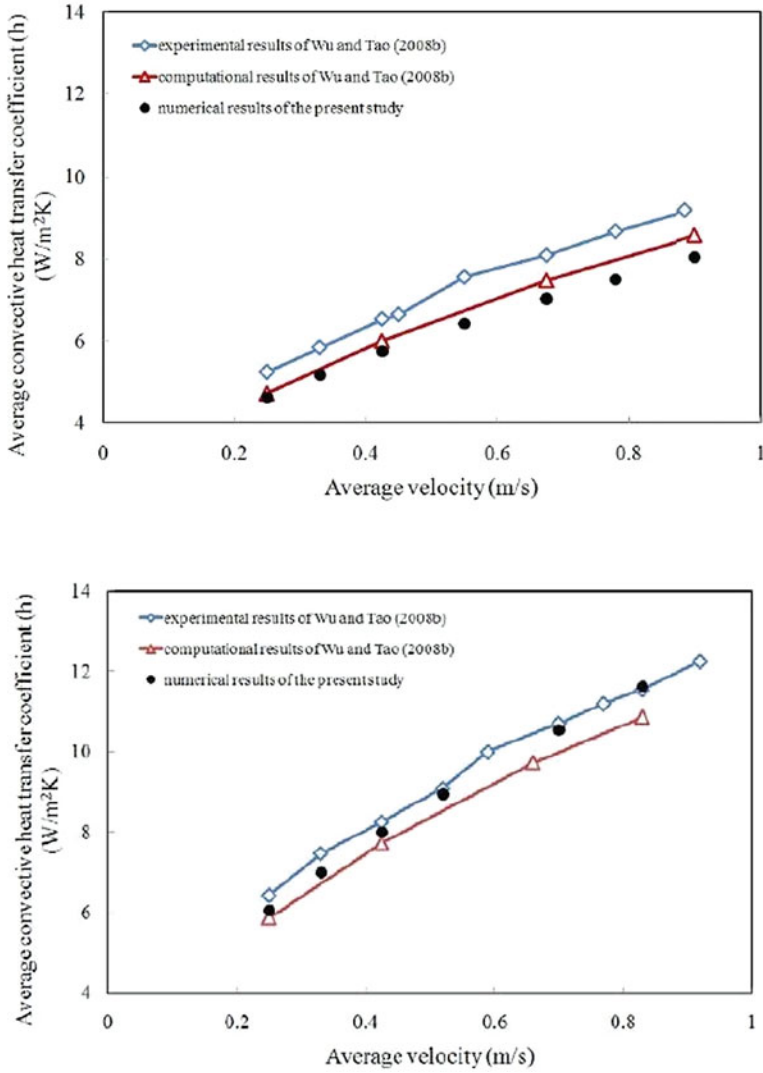 14
12
10
8
6
4
0
0.2
0.4
0.6
0.8
1
Average convective heat transfer coefficient (h)
(W/m²K)
experimental results of Wu and Tao (2008b)
computational results of Wu and Tao (2008b)
numerical results of the present study
Average velocity (m/s)
14
12
10
8
6
4
0
0.2
0.4
0.6
0.8
1
Average convective heat transfer coefficient (h)
(W/m²K)
experimental results of Wu and Tao (2008b)
computational results of Wu and Tao (2008b)
numerical results of the present study
Average velocity (m/s)